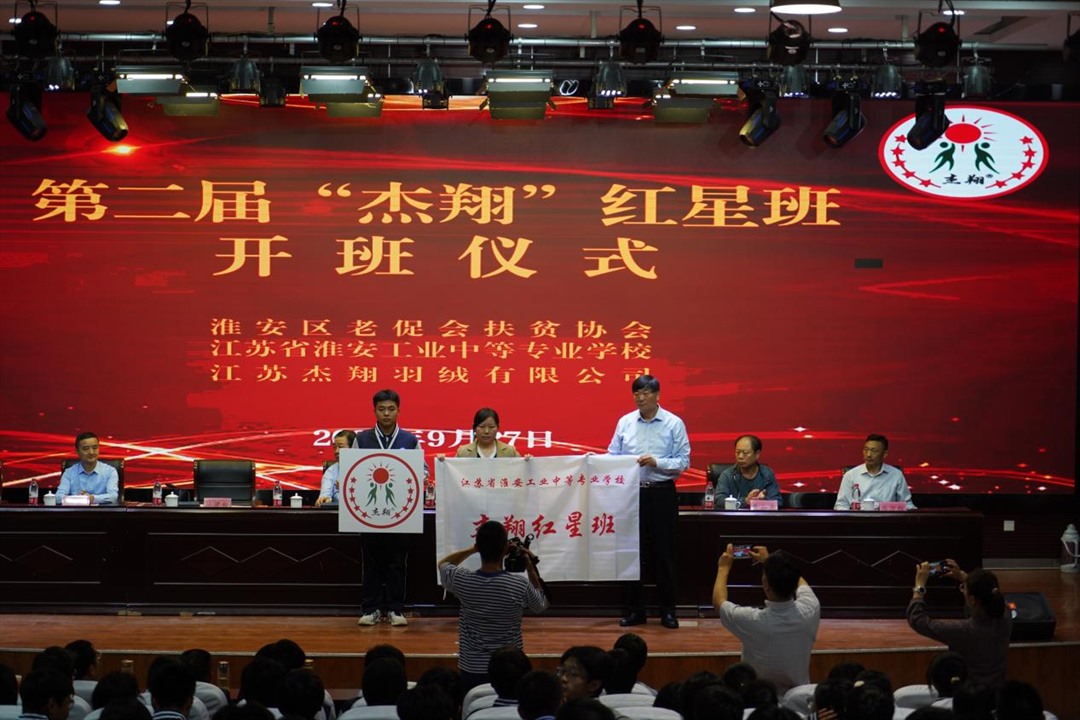 第二届“杰翔”红星班
开班仪式
淮安区老促会扶贫协会
江苏省淮安工业中等专业学校
江苏杰翔羽绒有限公司
年9月27日
杰翔®
江苏省淮安工业中等专业学校
杰翔红星班
杰翔®